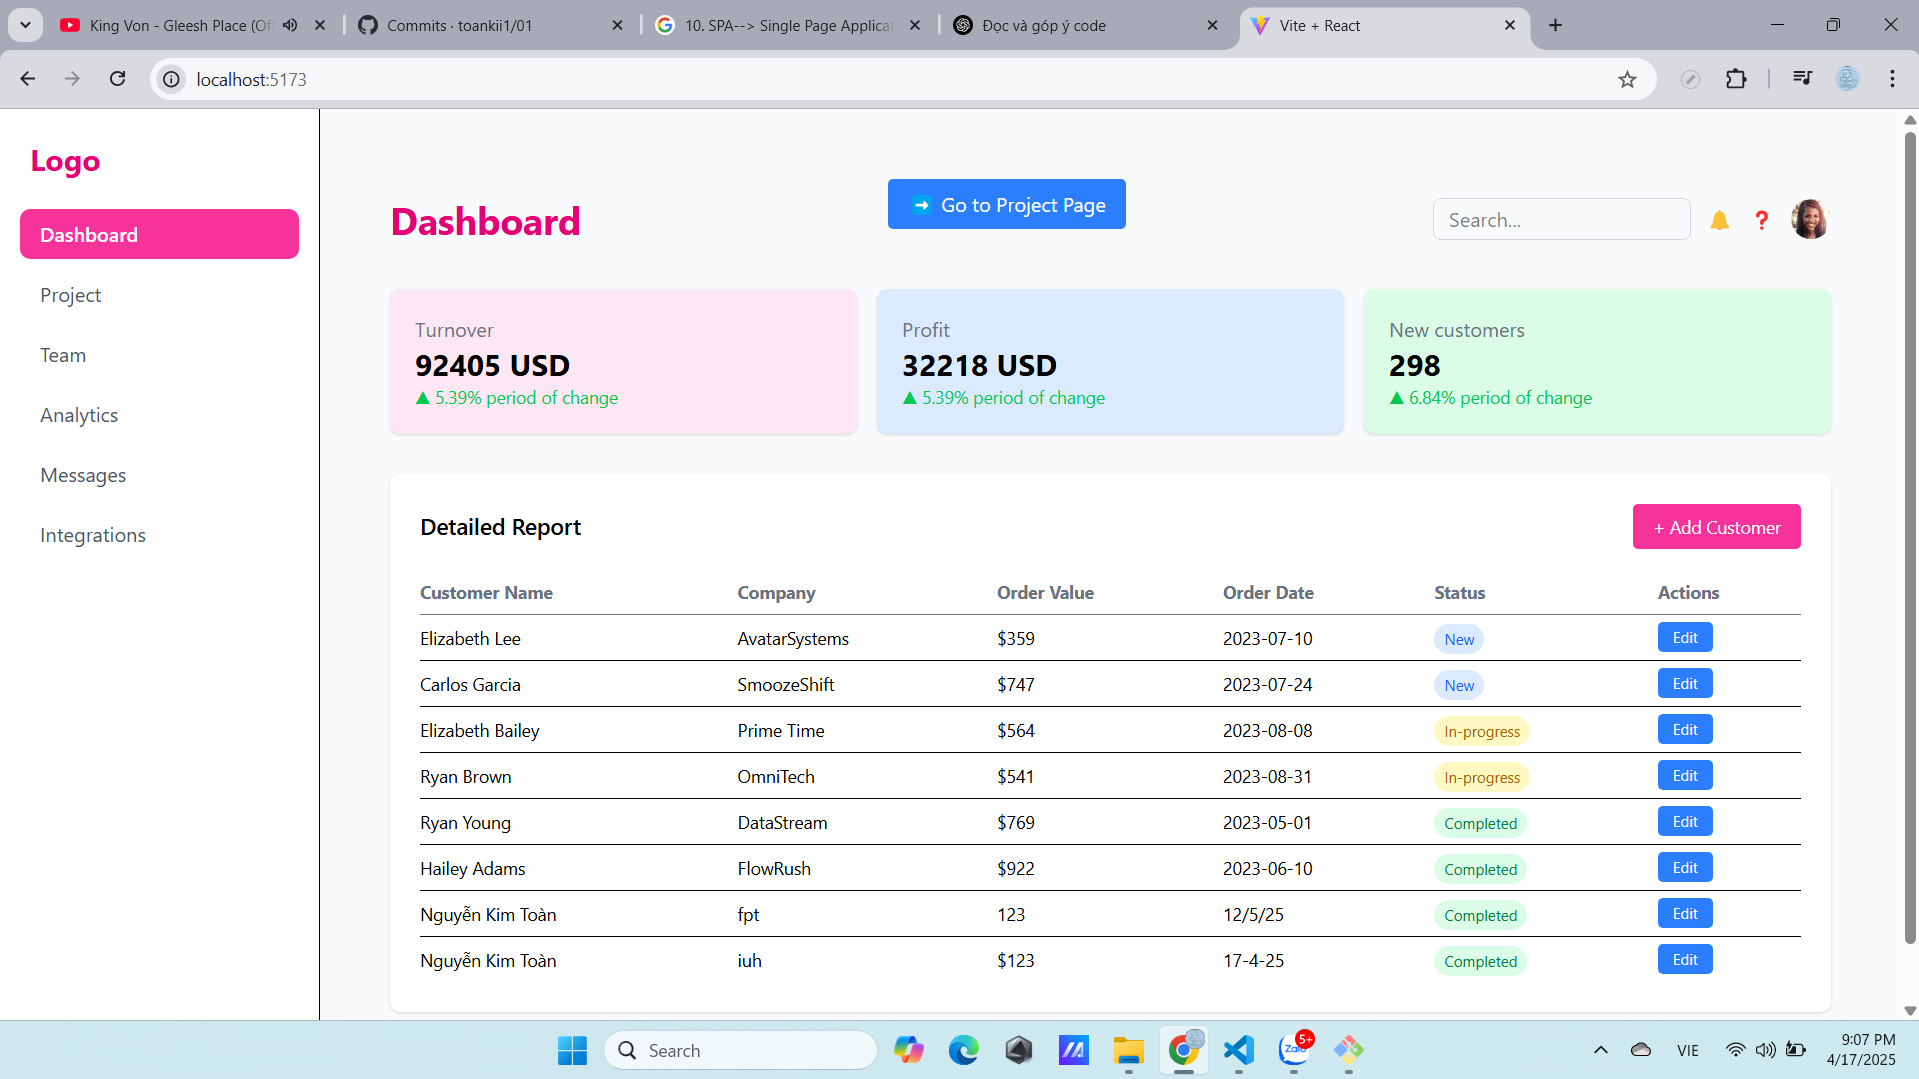 King Von - Gleesh Place (Of
Commits · toankii1/01
10. SPA--> Single Page Applicat
Đọc và góp ý code
Vite + React
localhost:5173
Logo
Dashboard
Project
Team
Analytics
Messages
Integrations
Dashboard
Go to Project Page
Search...
Turnover
92405 USD
▲ 5.39% period of change
Profit
32218 USD
▲ 5.39% period of change
New customers
298
▲ 6.84% period of change
Detailed Report
+ Add Customer
Customer Name Company Order Value Order Date Status Actions
Elizabeth Lee AvatarSystems $359 2023-07-10 New Edit
Carlos Garcia SmoozeShift $747 2023-07-24 New Edit
Elizabeth Bailey Prime Time $564 2023-08-08 In-progress Edit
Ryan Brown OmniTech $541 2023-08-31 In-progress Edit
Ryan Young DataStream $769 2023-05-01 Completed Edit
Hailey Adams FlowRush $922 2023-06-10 Completed Edit
Nguyễn Kim Toàn fpt 123 12/5/25 Completed Edit
Nguyễn Kim Toàn iuh $123 17-4-25 Completed Edit
Search
Zalo
5+
VIE
9:07 PM
4/17/2025